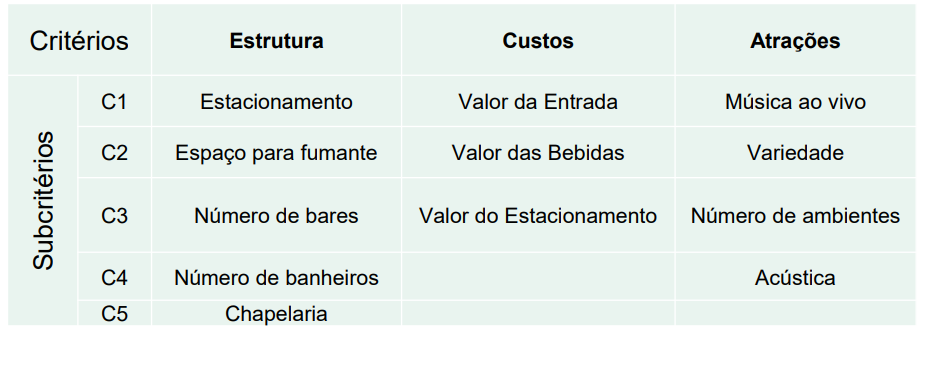 Critérios Estrutura Custos Atrações
Subcritérios
C1 Estacionamento Valor da Entrada Música ao vivo
C2 Espaço para fumante Valor das Bebidas Variedade
C3 Número de bares Valor do Estacionamento Número de ambientes
C4 Número de banheiros Acústica
C5 Chapelaria